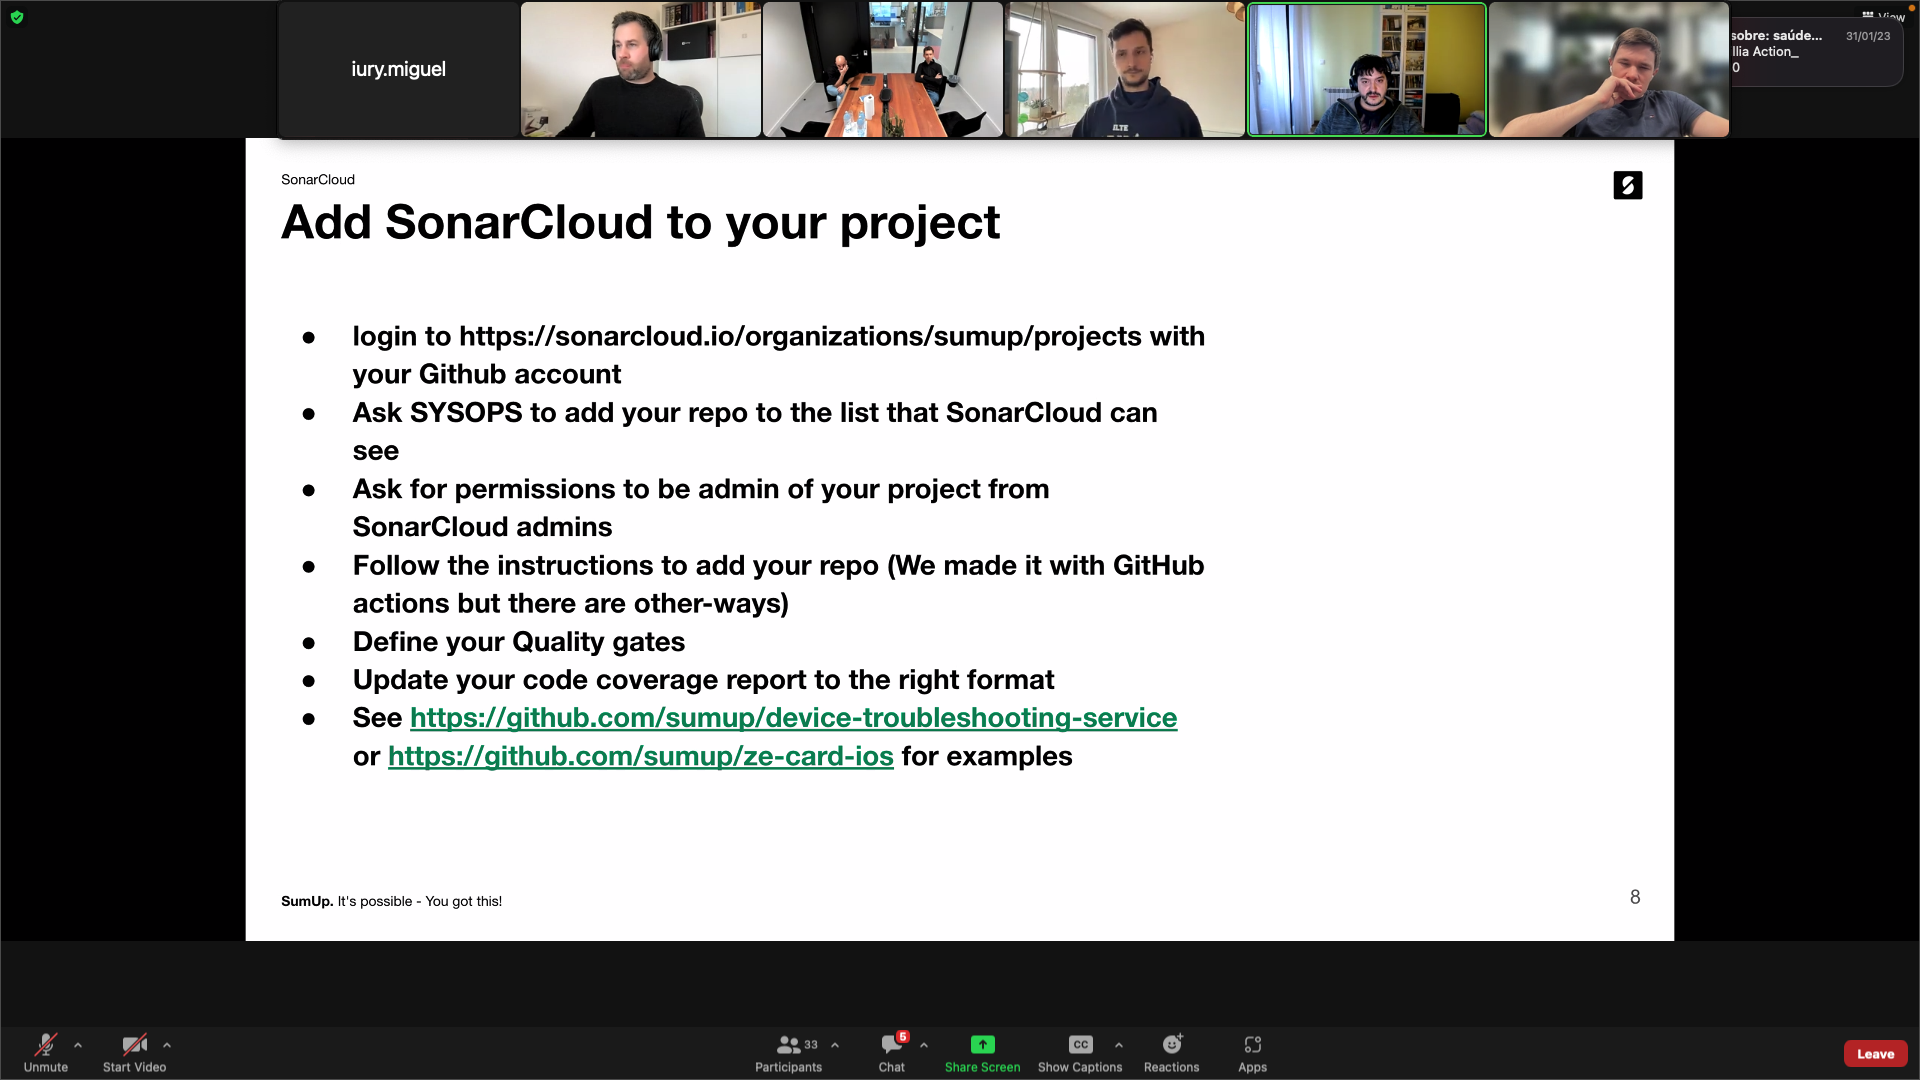 iury.miguel
View
sobre: saúde... 31/01/23
llia Action_
0
SonarCloud
Add SonarCloud to your project
● login to https://sonarcloud.io/organizations/sumup/projects with
your Github account
● Ask SYSOPS to add your repo to the list that SonarCloud can
see
● Ask for permissions to be admin of your project from
SonarCloud admins
● Follow the instructions to add your repo (We made it with GitHub
actions but there are other-ways)
● Define your Quality gates
● Update your code coverage report to the right format
● See https://github.com/sumup/device-troubleshooting-service
or https://github.com/sumup/ze-card-ios for examples
SumUp. It's possible - You got this!
8
33
5
CC
Unmute Start Video Participants Chat Share Screen Show Captions Reactions Apps Leave